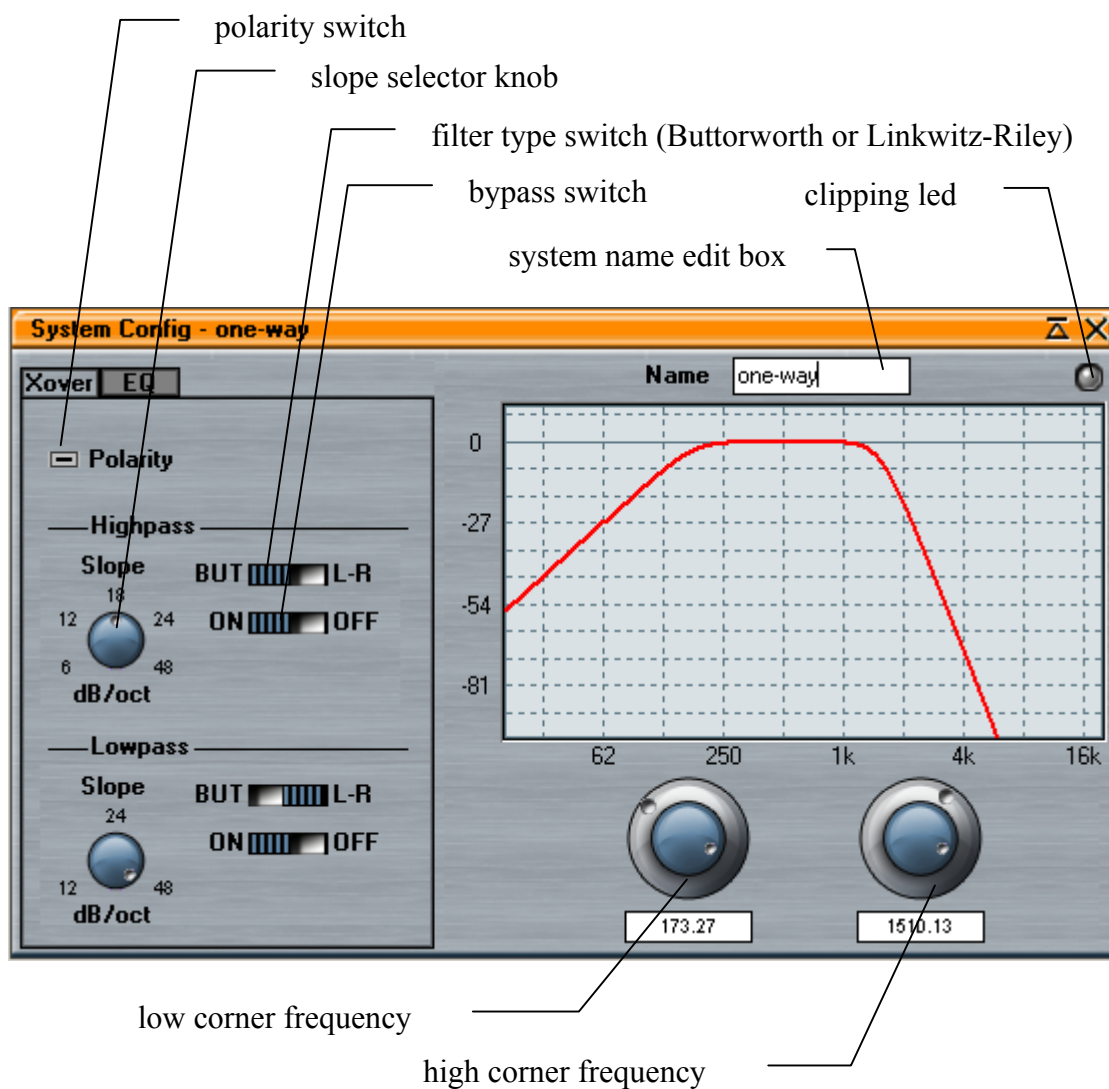 polarity switch
slope selector knob
filter type switch (Buttorworth or Linkwitz-Riley)
bypass switch
clipping led
system name edit box
System Config - one-way
Xover
EQ
Name
one-way
Polarity
Highpass
Slope
18
12
24
6
48
dB/oct
BUT
L-R
ON
OFF
Lowpass
Slope
24
12
48
dB/oct
BUT
L-R
ON
OFF
0
-27
-54
-81
62
250
1k
4k
16k
173.27
1510.13
low corner frequency
high corner frequency